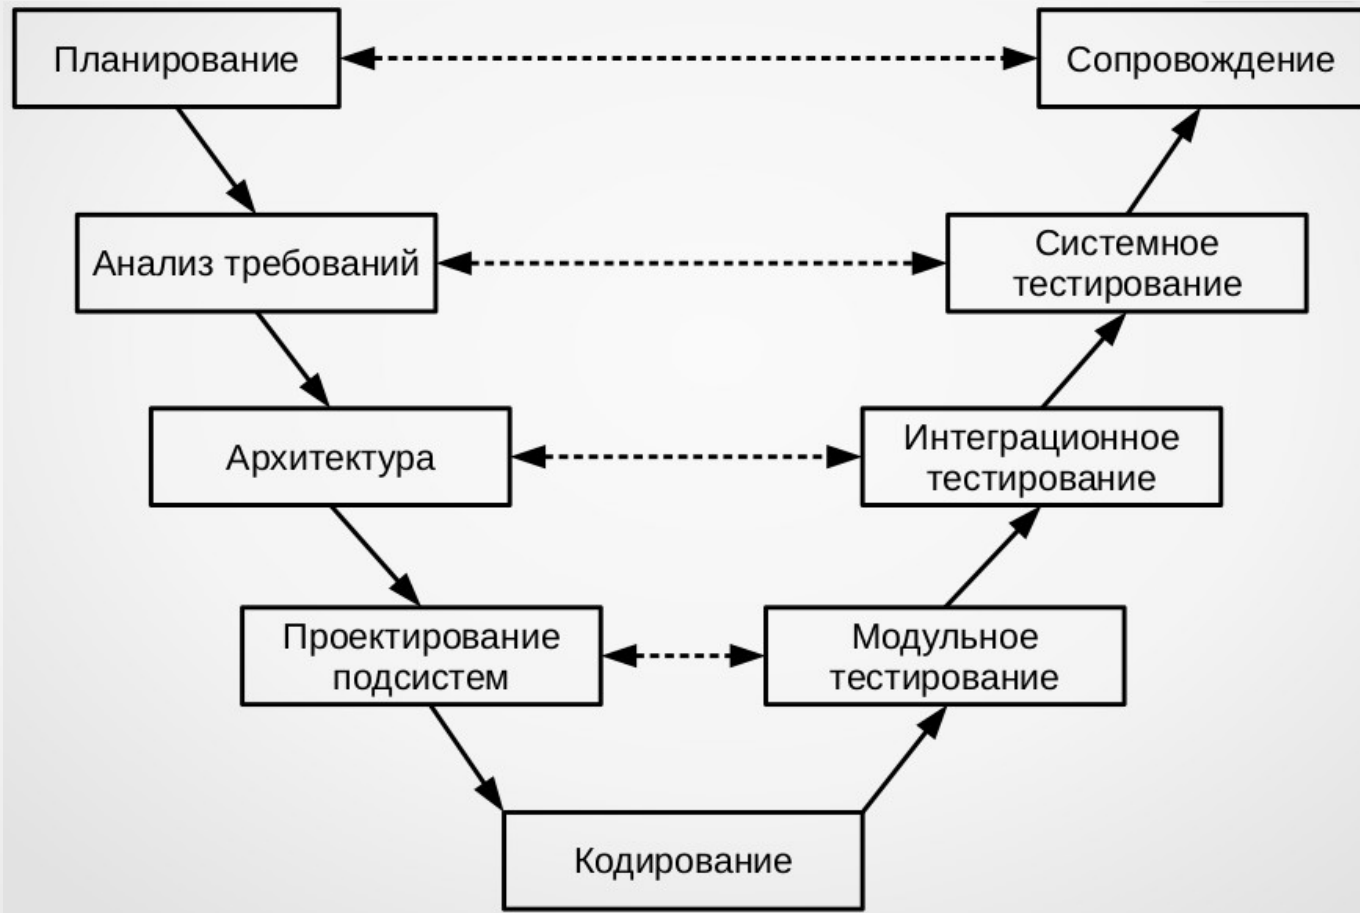 Планирование
Сопровождение
Анализ требований
Системное
тестирование
Архитектура
Интеграционное
тестирование
Проектирование
подсистем
Модульное
тестирование
Кодирование